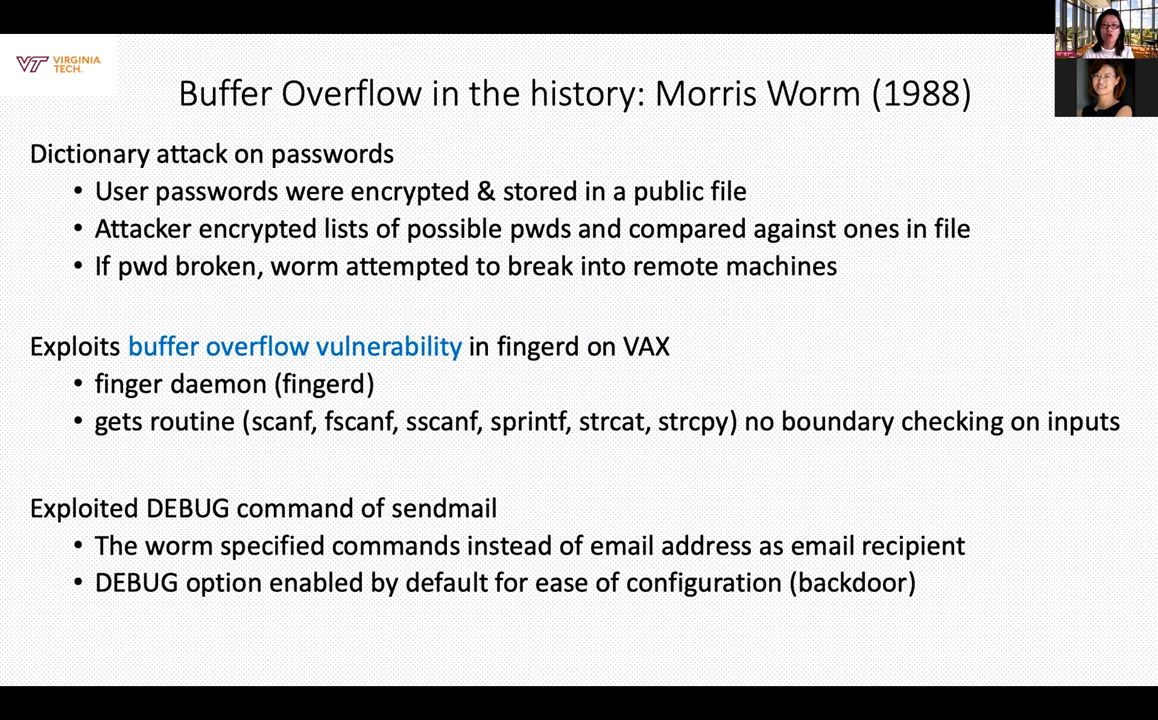 VT VIRGINIA
TECH.
Buffer Overflow in the history: Morris Worm (1988)
Dictionary attack on passwords
• User passwords were encrypted & stored in a public file
• Attacker encrypted lists of possible pwds and compared against ones in file
• If pwd broken, worm attempted to break into remote machines
Exploits buffer overflow vulnerability in fingerd on VAX
• finger daemon (fingerd)
• gets routine (scanf, fscanf, sscanf, sprintf, strcat, strcpy) no boundary checking on inputs
Exploited DEBUG command of sendmail
• The worm specified commands instead of email address as email recipient
• DEBUG option enabled by default for ease of configuration (backdoor)